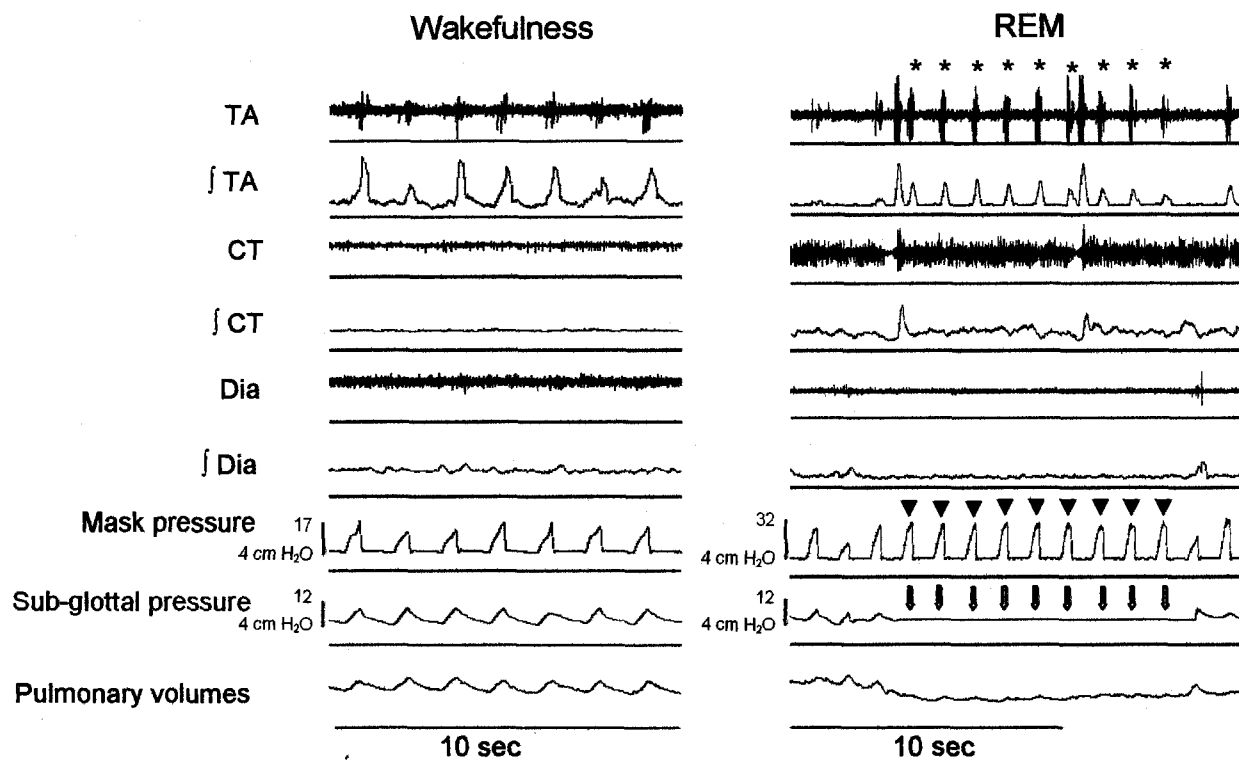 Wakefulness REM
* * * * * * * * *
TA
∫ TA
CT
∫ CT
Dia
∫ Dia
Mask pressure 17 32
4 cm H₂O 4 cm H₂O
Sub-glottal pressure 12 12
4 cm H₂O 4 cm H₂O
Pulmonary volumes
10 sec 10 sec